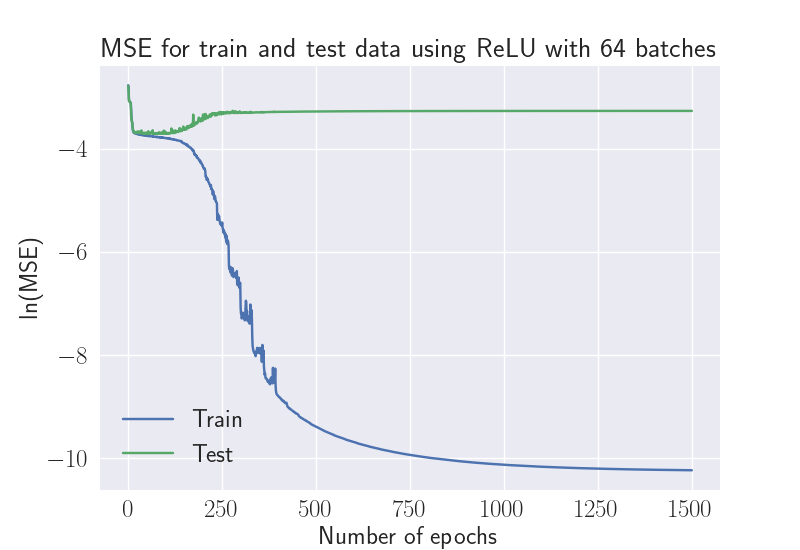 MSE for train and test data using ReLU with 64 batches
ln(MSE)
−4
−6
−8
−10
Train
Test
0 250 500 750 1000 1250 1500
Number of epochs